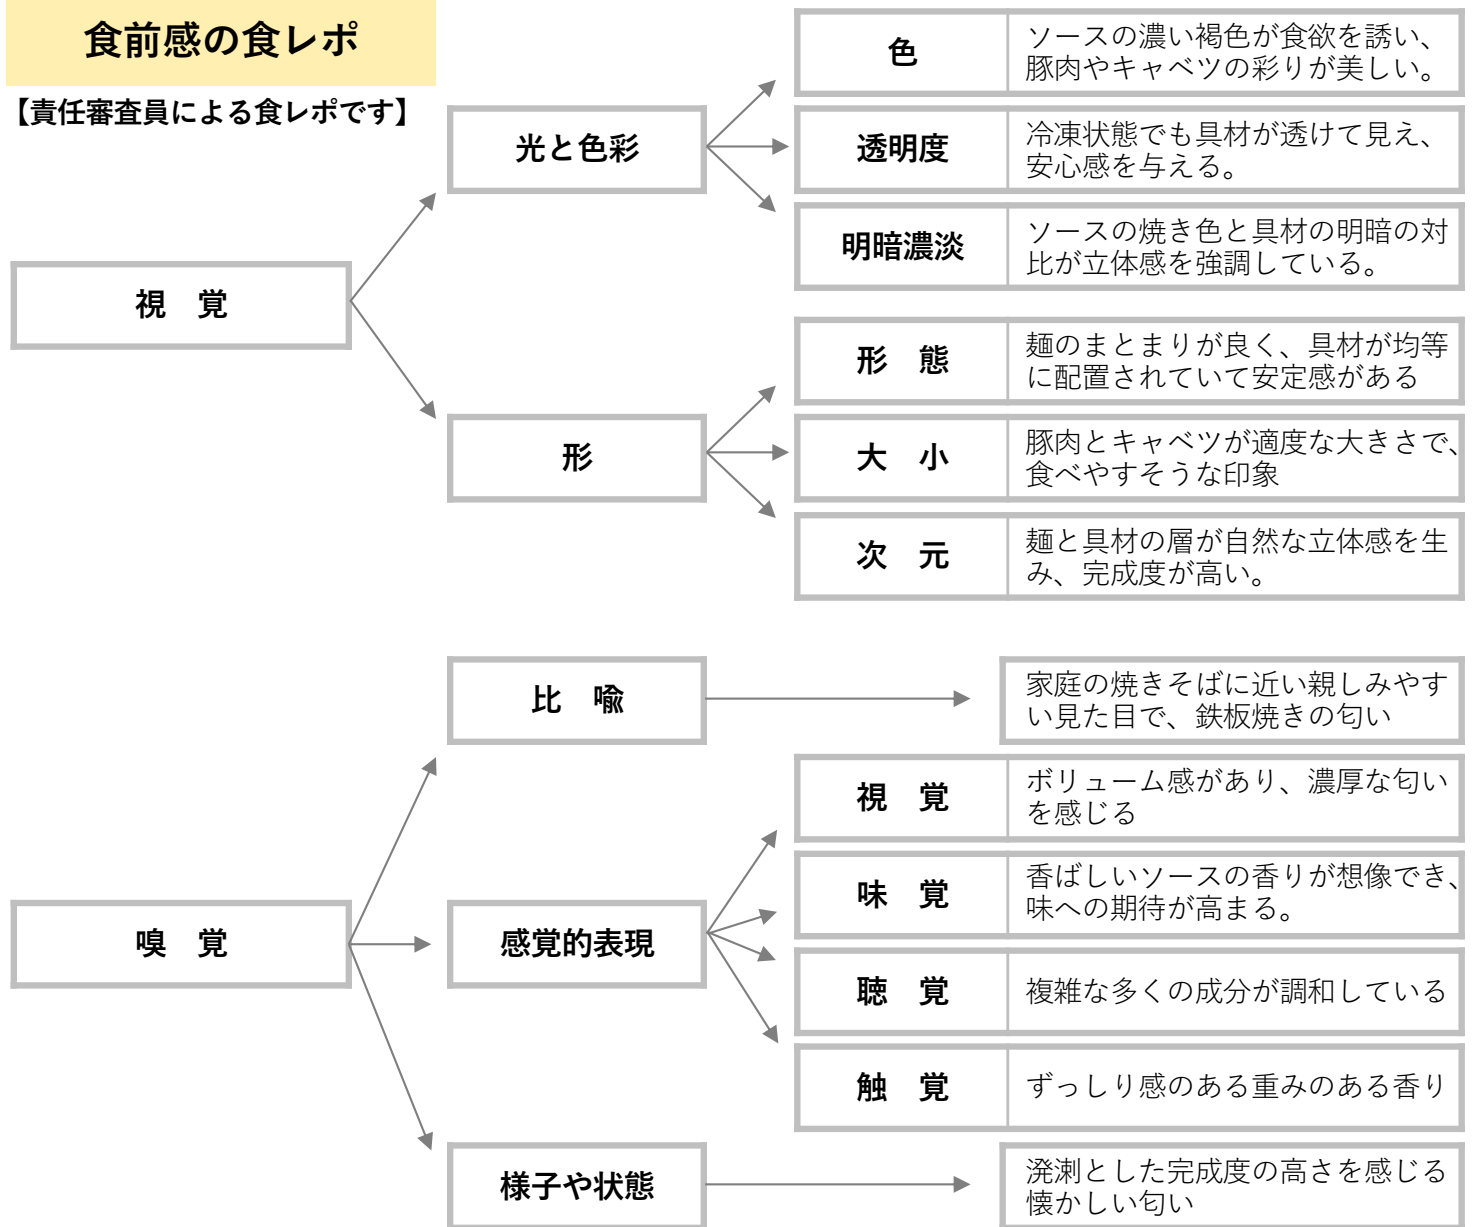 食前感の食レポ
【責任審査員による食レポです】
視　覚
光と色彩
色
ソースの濃い褐色が食欲を誘い、
豚肉やキャベツの彩りが美しい。
透明度
冷凍状態でも具材が透けて見え、
安心感を与える。
明暗濃淡
ソースの焼き色と具材の明暗の対
比が立体感を強調している。
形
形　態
麺のまとまりが良く、具材が均等
に配置されていて安定感がある
大　小
豚肉とキャベツが適度な大きさで、
食べやすそうな印象
次　元
麺と具材の層が自然な立体感を生
み、完成度が高い。
嗅　覚
比　喩
家庭の焼きそばに近い親しみやす
い見た目で、鉄板焼きの匂い
感覚的表現
視　覚
ボリューム感があり、濃厚な匂い
を感じる
味　覚
香ばしいソースの香りが想像でき、
味への期待が高まる。
聴　覚
複雑な多くの成分が調和している
触　覚
ずっしり感のある重みのある香り
様子や状態
溌溂とした完成度の高さを感じる
懐かしい匂い